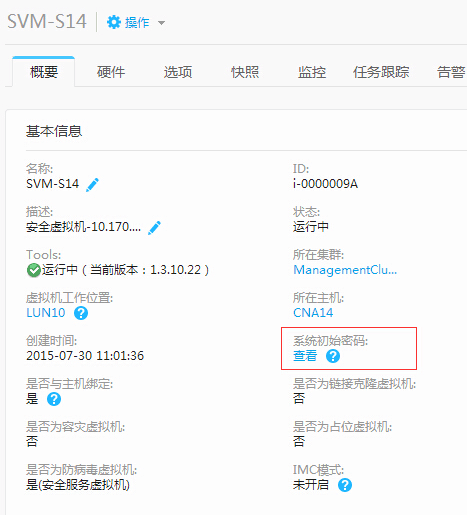 SVM-S14 操作
概要 硬件 选项 快照 监控 任务跟踪 告警
基本信息
名称: ID:
SVM-S14 i-0000009A
描述: 状态:
安全虚拟机-10.170.... 运行中
Tools: 所在集群:
运行中（当前版本：1.3.10.22） ManagementClu...
虚拟机工作位置: 所在主机:
LUN10 ? CNA14
创建时间: 系统初始密码:
2015-07-30 11:01:36 查看 ?
是否与主机绑定: 是否为链接克隆虚拟机:
是 ? 否
是否为容灾虚拟机: 是否为占位虚拟机:
否 否
是否为防病毒虚拟机: IMC模式:
是(安全服务虚拟机) 未开启 ?